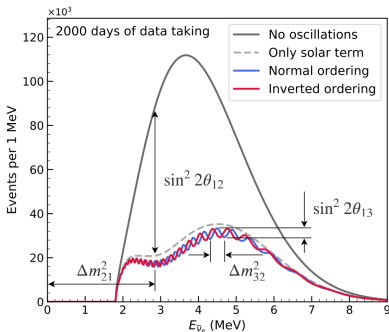 ×10³
2000 days of data taking
No oscillations
Only solar term
Normal ordering
Inverted ordering
120
100
80
60
40
20
0
Events per 1 MeV
sin² 2θ₁₂
sin² 2θ₁₃
Δm²₂₁
Δm²₃₂
0 1 2 3 4 5 6 7 8 9
E_ν̄ₑ (MeV)